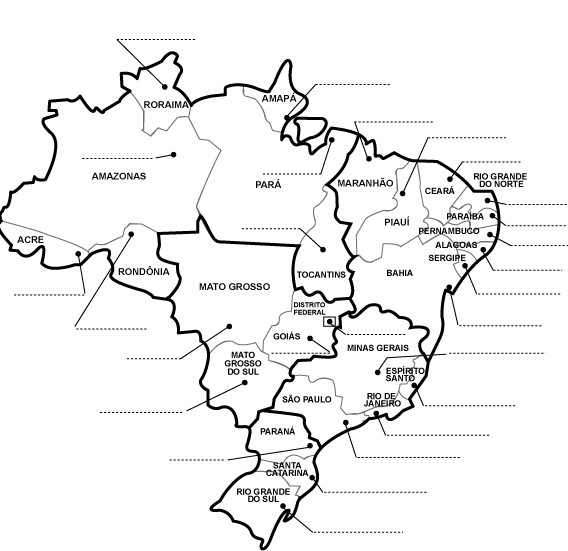 RORAIMA
AMAPÁ
AMAZONAS
PARÁ
MARANHÃO
CEARÁ
RIO GRANDE
DO NORTE
PARAÍBA
PIAUÍ
PERNAMBUCO
ALAGOAS
SERGIPE
ACRE
RONDÔNIA
TOCANTINS
BAHIA
MATO GROSSO
DISTRITO
FEDERAL
GOIÁS
MINAS GERAIS
MATO
GROSSO
DO SUL
ESPÍRITO
SANTO
SÃO PAULO
RIO DE
JANEIRO
PARANÁ
SANTA
CATARINA
RIO GRANDE
DO SUL